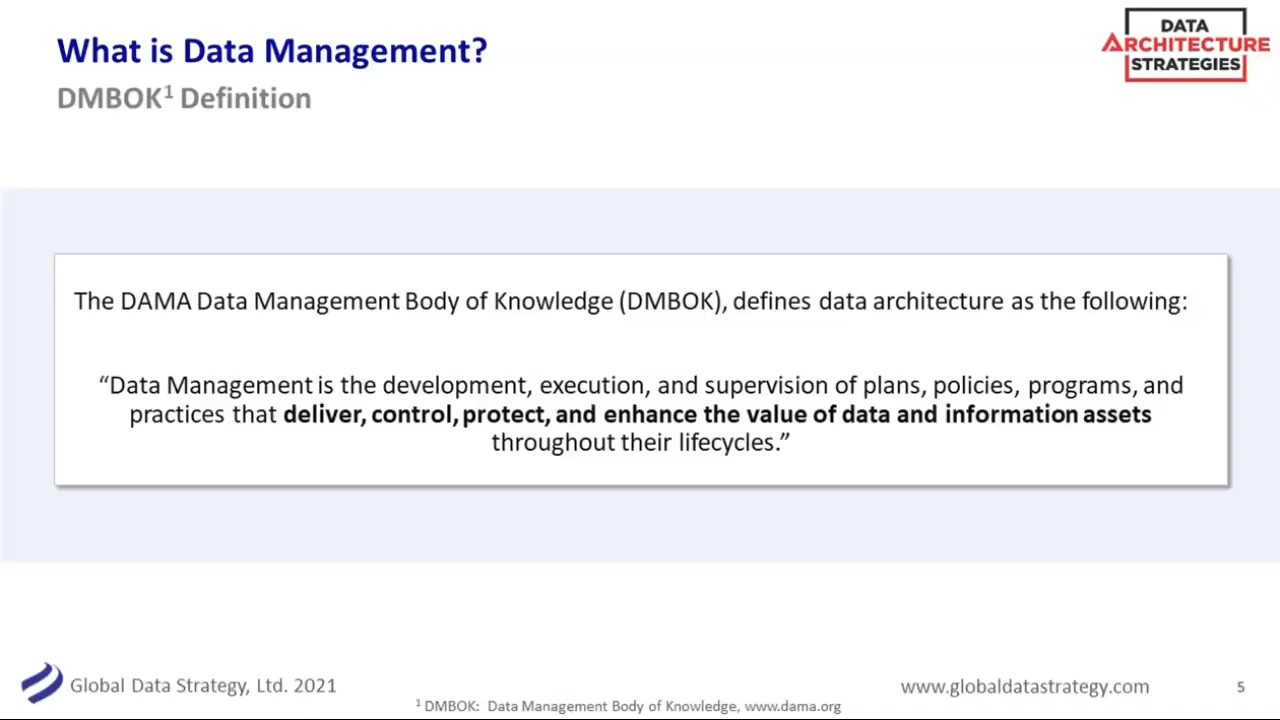 What is Data Management?
DMBOK¹ Definition
DATA
ARCHITECTURE
STRATEGIES
The DAMA Data Management Body of Knowledge (DMBOK), defines data architecture as the following:
“Data Management is the development, execution, and supervision of plans, policies, programs, and
practices that deliver, control, protect, and enhance the value of data and information assets
throughout their lifecycles.”
Global Data Strategy, Ltd. 2021
www.globaldatastrategy.com
5
¹ DMBOK: Data Management Body of Knowledge, www.dama.org